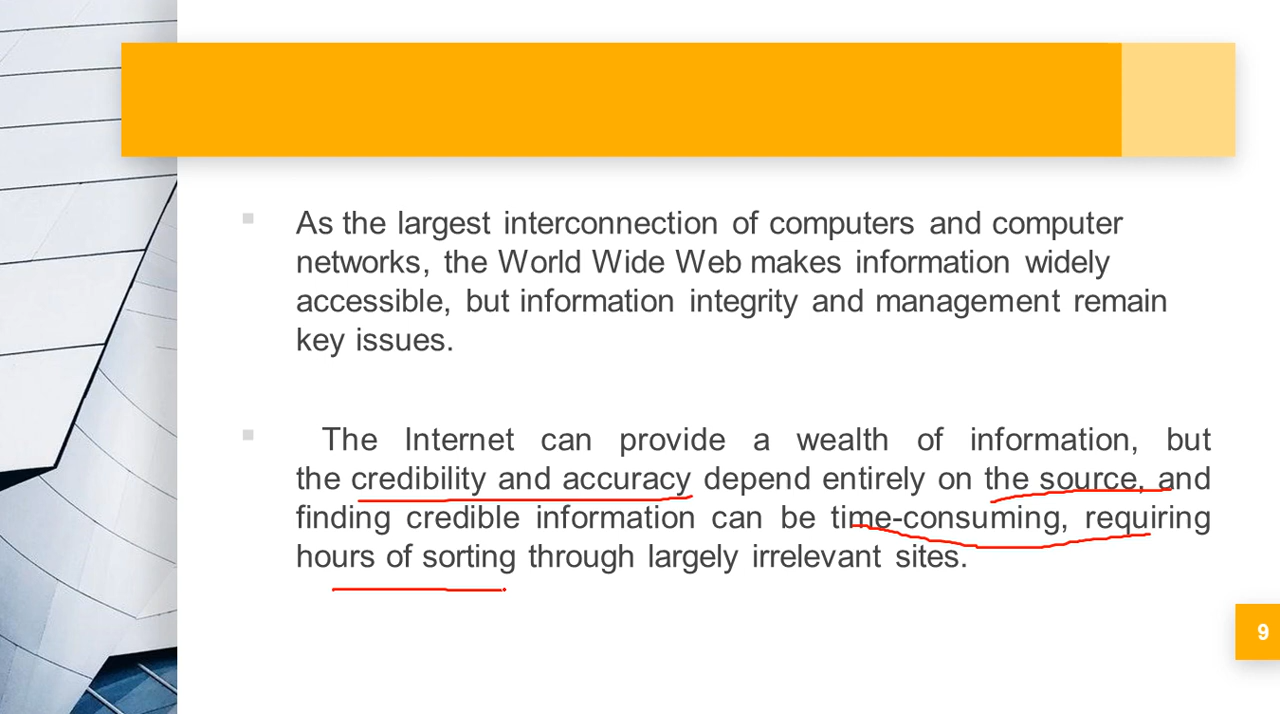 As the largest interconnection of computers and computer
networks, the World Wide Web makes information widely
accessible, but information integrity and management remain
key issues.
The Internet can provide a wealth of information, but
the credibility and accuracy depend entirely on the source, and
finding credible information can be time-consuming, requiring
hours of sorting through largely irrelevant sites.
9